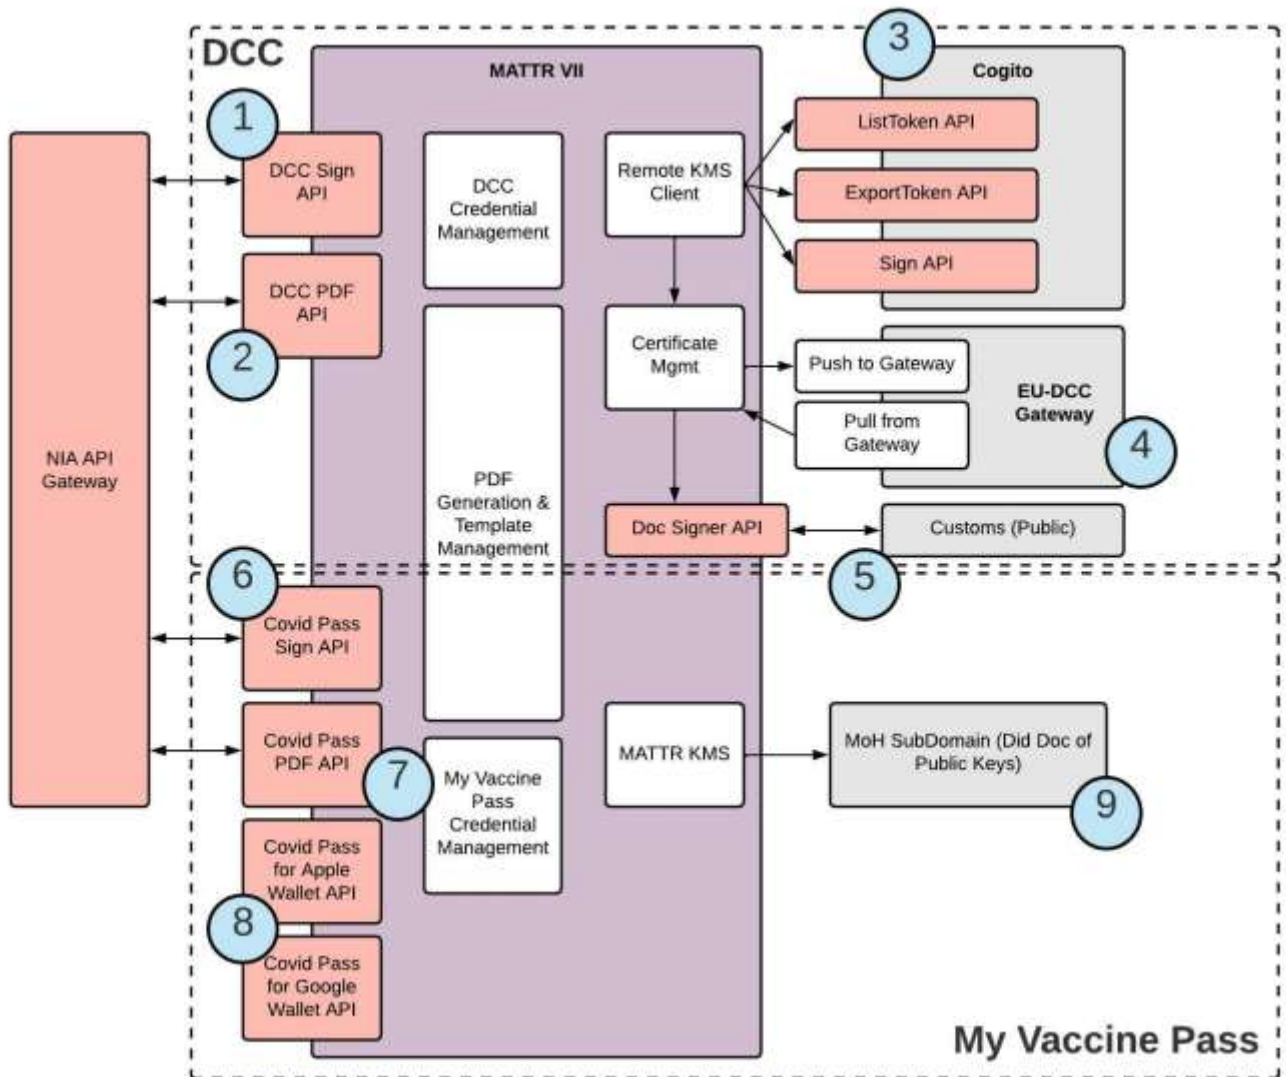 DCC
MATTR VII
3
Cogito
1
DCC Sign
API
DCC
Credential
Management
Remote KMS
Client
ListToken API
ExportToken API
Sign API
DCC PDF
API
2
Certificate
Mgmt
Push to Gateway
Pull from
Gateway
EU-DCC
Gateway
4
NIA API
Gateway
PDF
Generation &
Template
Management
Doc Signer API
Customs (Public)
5
6
Covid Pass
Sign API
Covid Pass
PDF API
7
My Vaccine
Pass
Credential
Management
MATTR KMS
MoH SubDomain (Did Doc of
Public Keys)
9
Covid Pass
for Apple
Wallet API
8
Covid Pass
for Google
Wallet API
My Vaccine Pass